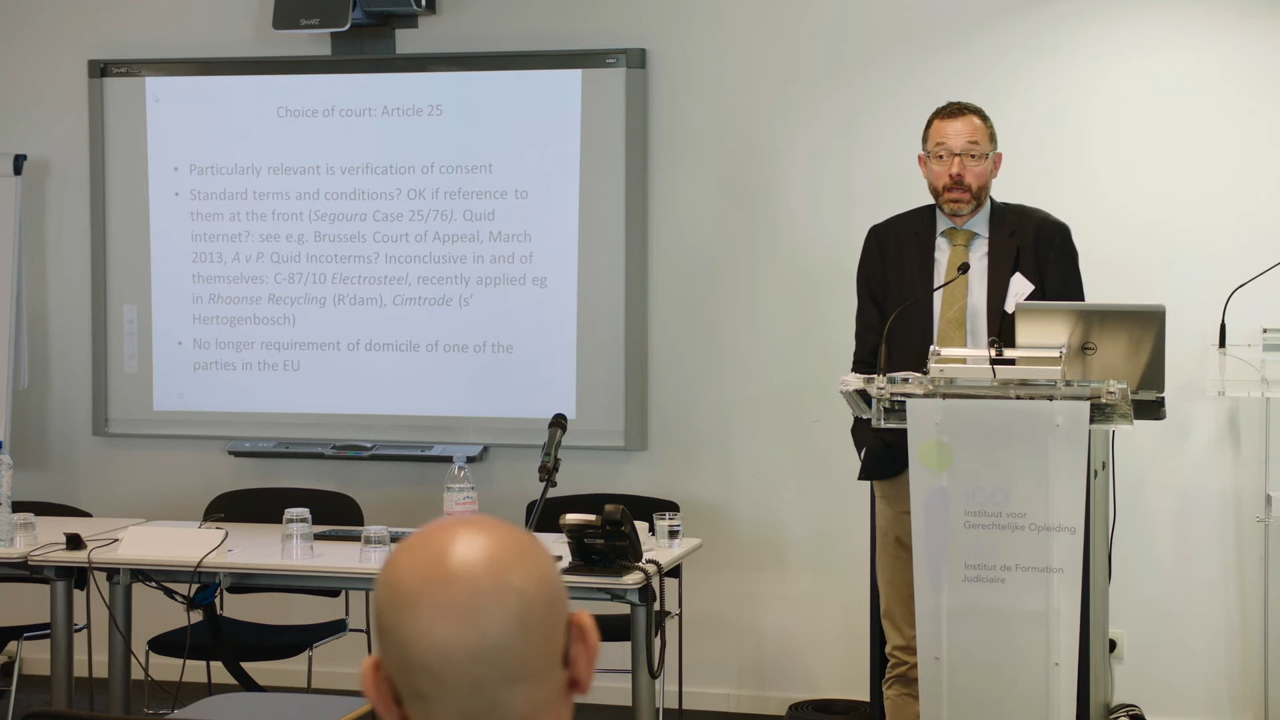 SMART
SMART
Choice of court: Article 25
• Particularly relevant is verification of consent
• Standard terms and conditions? OK if reference to
them at the front (Segoura Case 25/76). Quid
internet?: see e.g. Brussels Court of Appeal, March
2013, A v P. Quid Incoterms? Inconclusive in and of
themselves: C-87/10 Electrosteel, recently applied eg
in Rhoonse Recycling (R'dam), Cimtrode (s'
Hertogenbosch)
• No longer requirement of domicile of one of the
parties in the EU
DELL
IGO
Instituut voor
Gerechtelijke Opleiding
Institut de Formation
Judiciaire